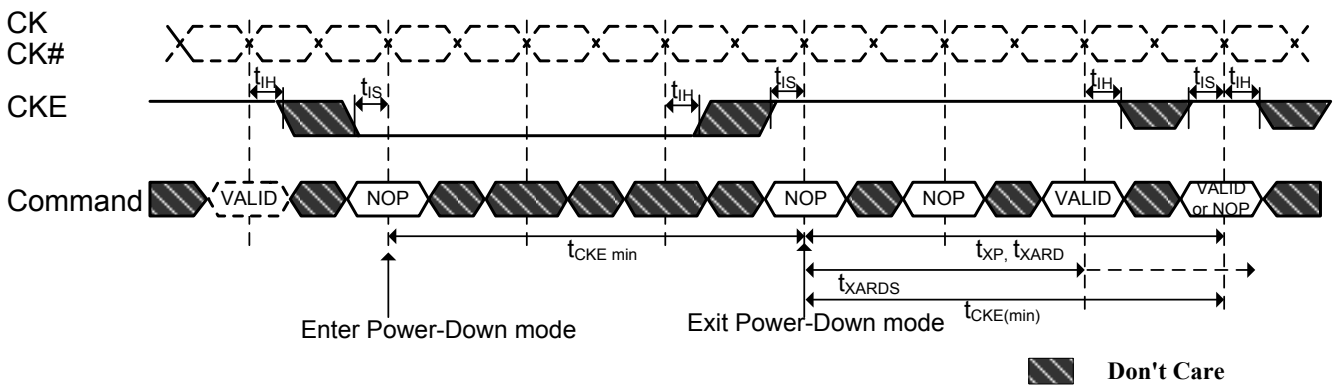 CK
CK#
tIH
tIS
tIH
tIS
tIH
tIS
tIH
CKE
Command
VALID
NOP
NOP
NOP
VALID
VALID
or NOP
tCKE min
tXP, tXARD
tXARDS
tCKE(min)
Enter Power-Down mode
Exit Power-Down mode
Don't Care